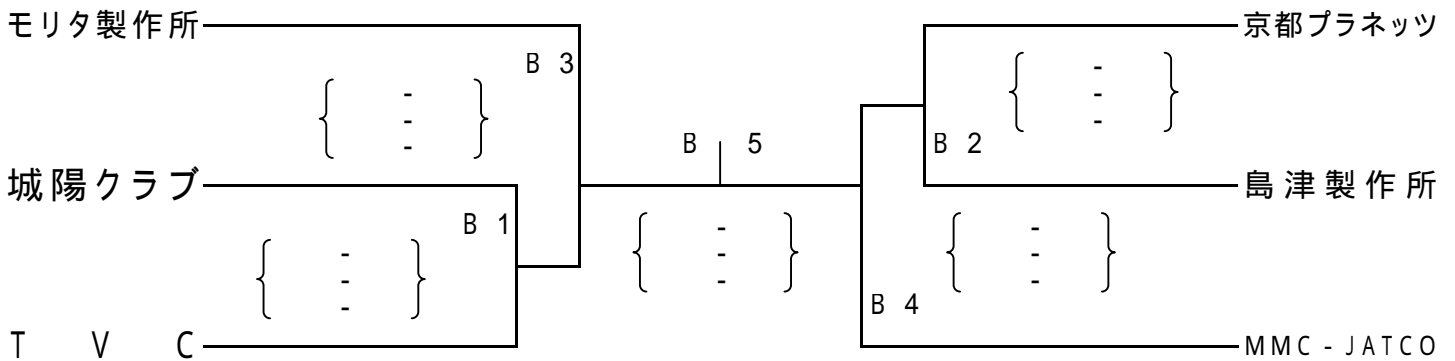 モリタ製作所 京都プラネッツ
B 3
{ - - - } { - - - }
B 5
B 2
城陽クラブ 島津製作所
B 1
{ - - - } { - - - } { - - - }
B 4
T V C MMC - JATCO